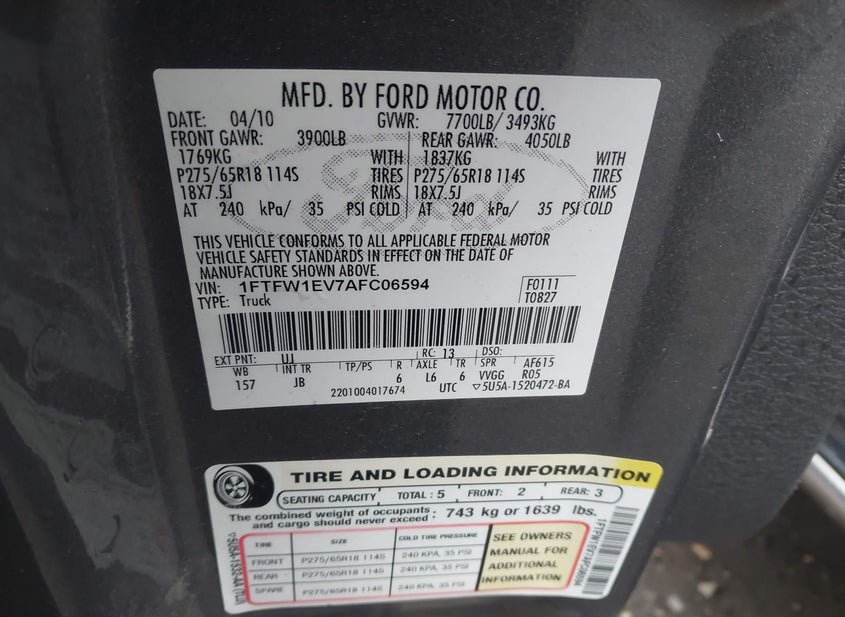 MFD. BY FORD MOTOR CO.
DATE: 04/10 GVWR: 7700LB/ 3493KG
FRONT GAWR: 3900LB REAR GAWR: 4050LB
1769KG WITH 1837KG WITH
P275/65R18 114S TIRES P275/65R18 114S TIRES
18X7.5J RIMS 18X7.5J RIMS
AT 240 kPa/ 35 PSI COLD AT 240 kPa/ 35 PSI COLD
THIS VEHICLE CONFORMS TO ALL APPLICABLE FEDERAL MOTOR
VEHICLE SAFETY STANDARDS IN EFFECT ON THE DATE OF
MANUFACTURE SHOWN ABOVE.
VIN: 1FTFW1EV7AFC06594 F0111
TYPE: Truck T0827
EXT PNT: UJ RC: 13 DSO:
WB INT TR TP/PS R AXLE TR SPR AF615
157 JB 6 L6 6 VVGG R05
2201004017674 UTC ▽5U5A-1520472-BA
TIRE AND LOADING INFORMATION
SEATING CAPACITY TOTAL : 5 FRONT: 2 REAR: 3
The combined weight of occupants and cargo should never exceed : 743 kg or 1639 lbs.
TIRE SIZE COLD TIRE PRESSURE
FRONT P275/65R18 114S 240 KPA, 35 PSI
REAR P275/65R18 114S 240 KPA, 35 PSI
SPARE P275/65R18 114S 240 KPA, 35 PSI
SEE OWNERS
MANUAL FOR
ADDITIONAL
INFORMATION